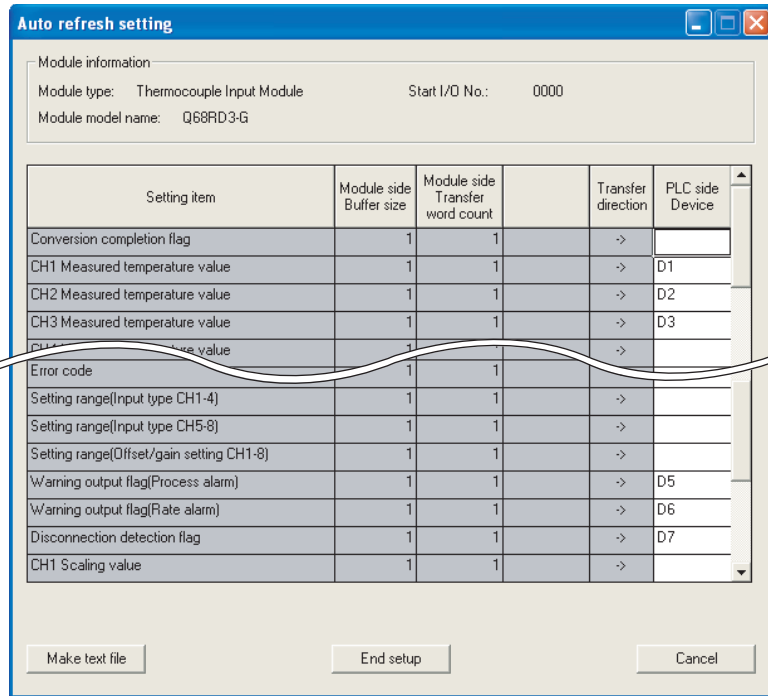 Auto refresh setting
Module information
Module type: Thermocouple Input Module Start I/O No.: 0000
Module model name: Q68RD3-G
Setting item Module side Buffer size Module side Transfer word count Transfer direction PLC side Device
Conversion completion flag 1 1 ->
CH1 Measured temperature value 1 1 -> D1
CH2 Measured temperature value 1 1 -> D2
CH3 Measured temperature value 1 1 -> D3
value 1 ->
Error code 1 1
Setting range(Input type CH1-4) 1 1 ->
Setting range(Input type CH5-8) 1 1 ->
Setting range(Offset/gain setting CH1-8) 1 1 ->
Warning output flag(Process alarm) 1 1 -> D5
Warning output flag(Rate alarm) 1 1 -> D6
Disconnection detection flag 1 1 -> D7
CH1 Scaling value 1 1 ->
Make text file End setup Cancel